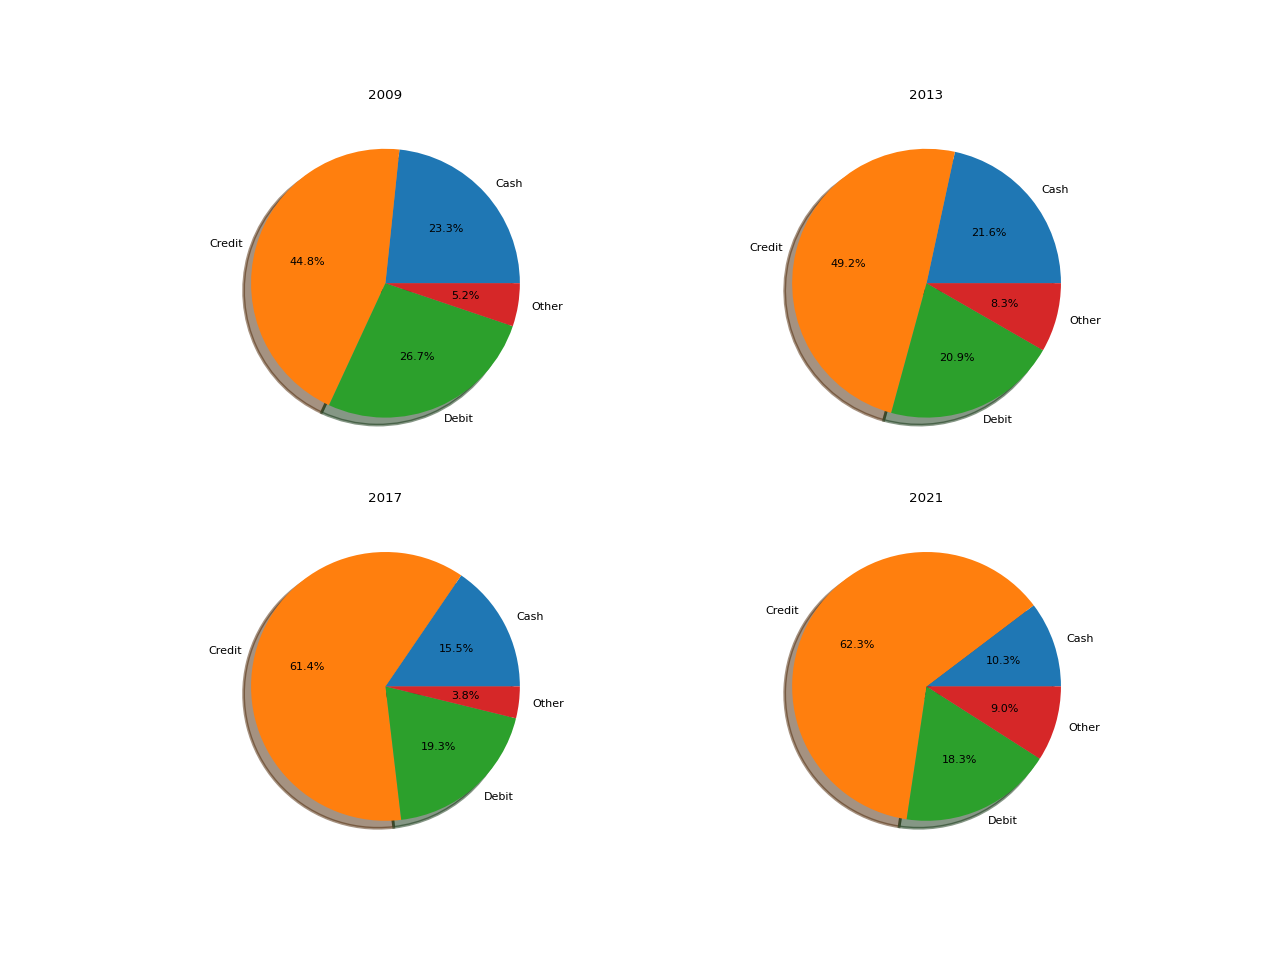 2009
Cash
23.3%
Credit
44.8%
5.2%
Other
26.7%
Debit
2013
Cash
21.6%
Credit
49.2%
8.3%
Other
20.9%
Debit
2017
Cash
15.5%
Credit
61.4%
3.8%
Other
19.3%
Debit
2021
Credit
Cash
62.3%
10.3%
9.0%
Other
18.3%
Debit